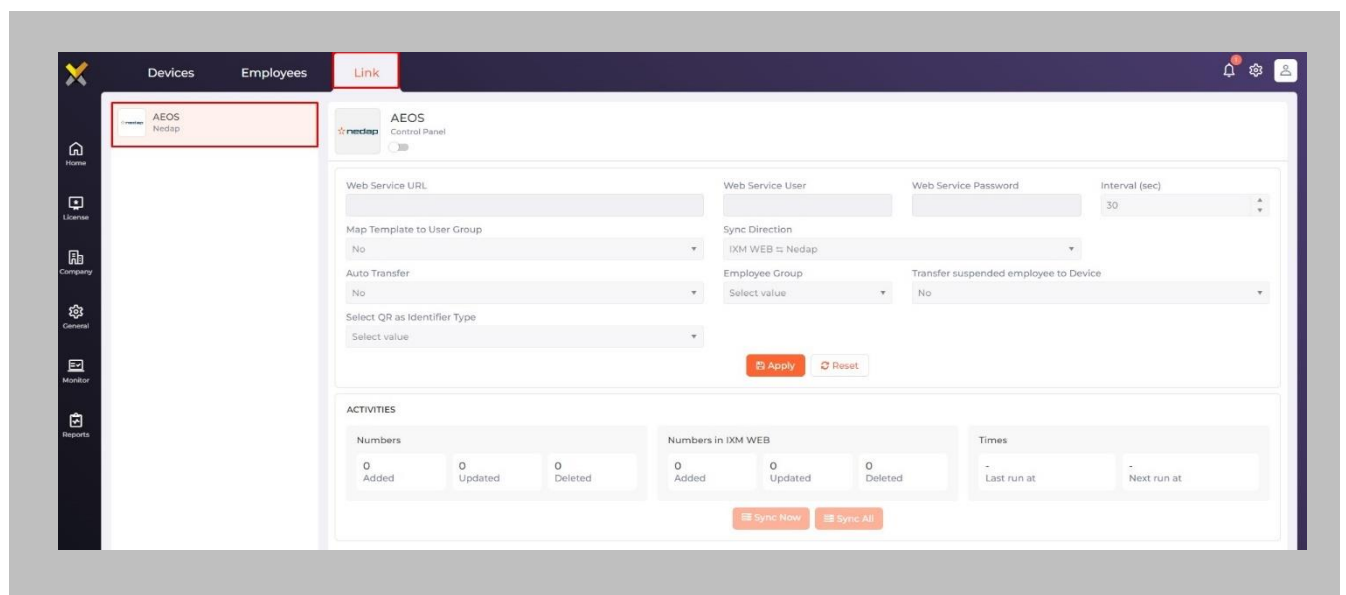 Devices Employees Link 1
AEOS
Nedap
nedap
AEOS
Control Panel
Home
License
Company
General
Monitor
Reports
Web Service URL Web Service User Web Service Password Interval (sec)
30
Map Template to User Group Sync Direction
No IXM WEB ⇆ Nedap
Auto Transfer Employee Group Transfer suspended employee to Device
No Select value No
Select QR as Identifier Type
Select value
Apply Reset
ACTIVITIES
Numbers Numbers in IXM WEB Times
0 0 0 0 0 0 - -
Added Updated Deleted Added Updated Deleted Last run at Next run at
Sync Now Sync All